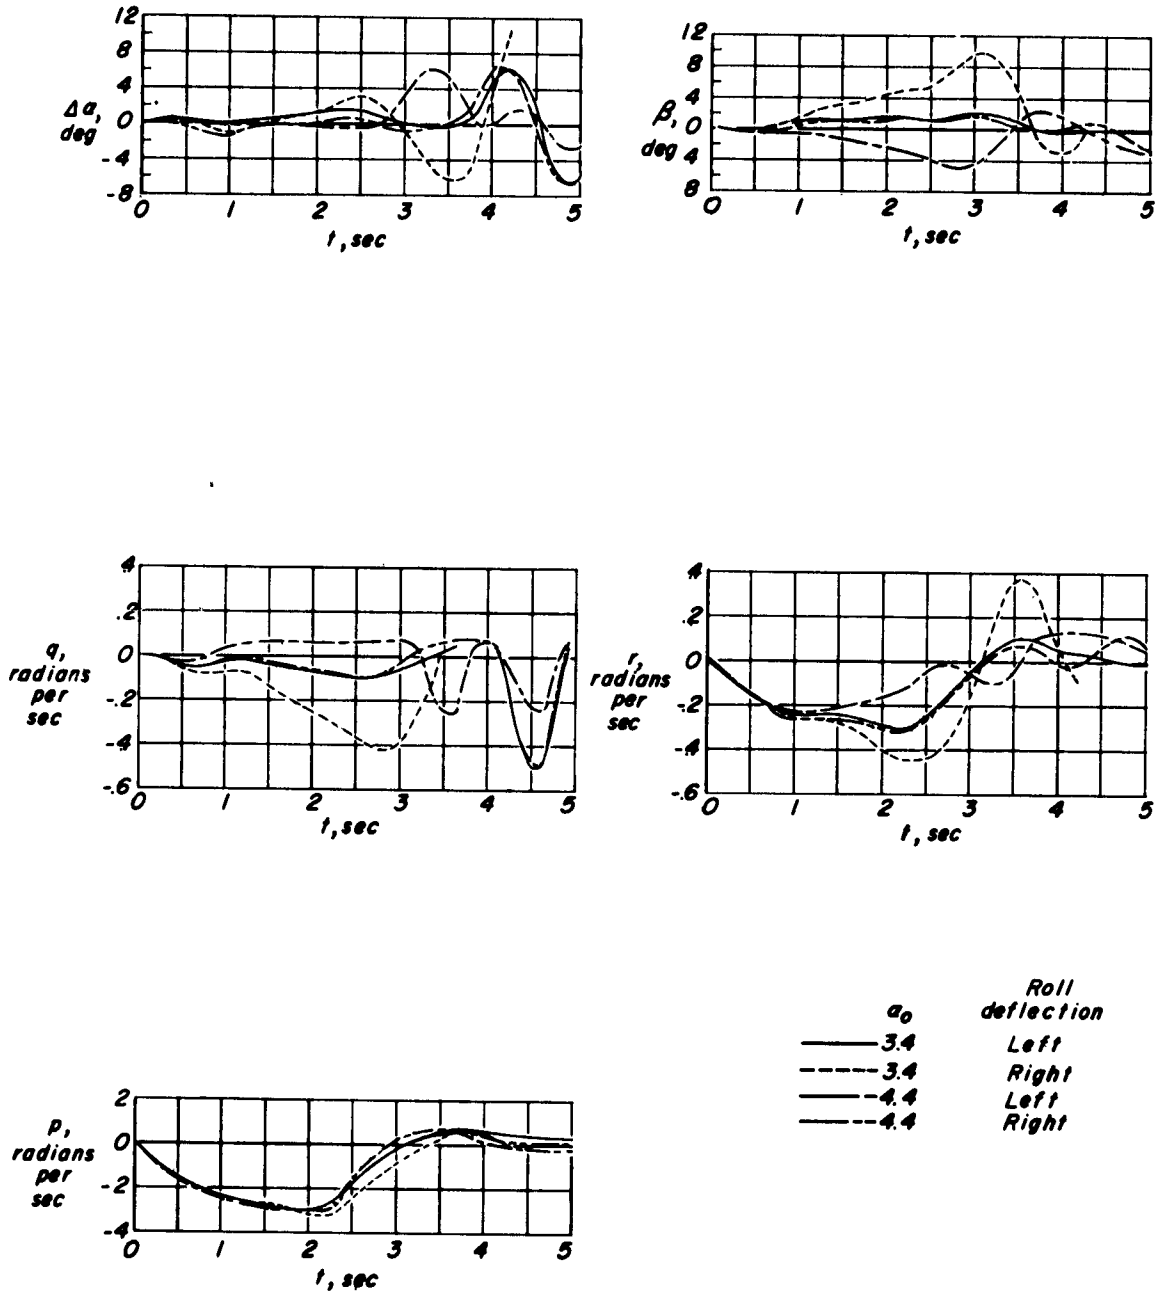 12
8
4
0
-4
-8
Δα,
deg
0 1 2 3 4 5
t, sec
12
8
4
0
4
8
β,
deg
0 1 2 3 4 5
t, sec
.4
.2
0
-.2
-.4
-.6
q,
radians
per
sec
0 1 2 3 4 5
t, sec
.4
.2
0
-.2
-.4
-.6
r,
radians
per
sec
0 1 2 3 4 5
t, sec
α₀
Roll
deflection
3.4 Left
3.4 Right
4.4 Left
4.4 Right
2
0
-2
-4
p,
radians
per
sec
0 1 2 3 4 5
t, sec